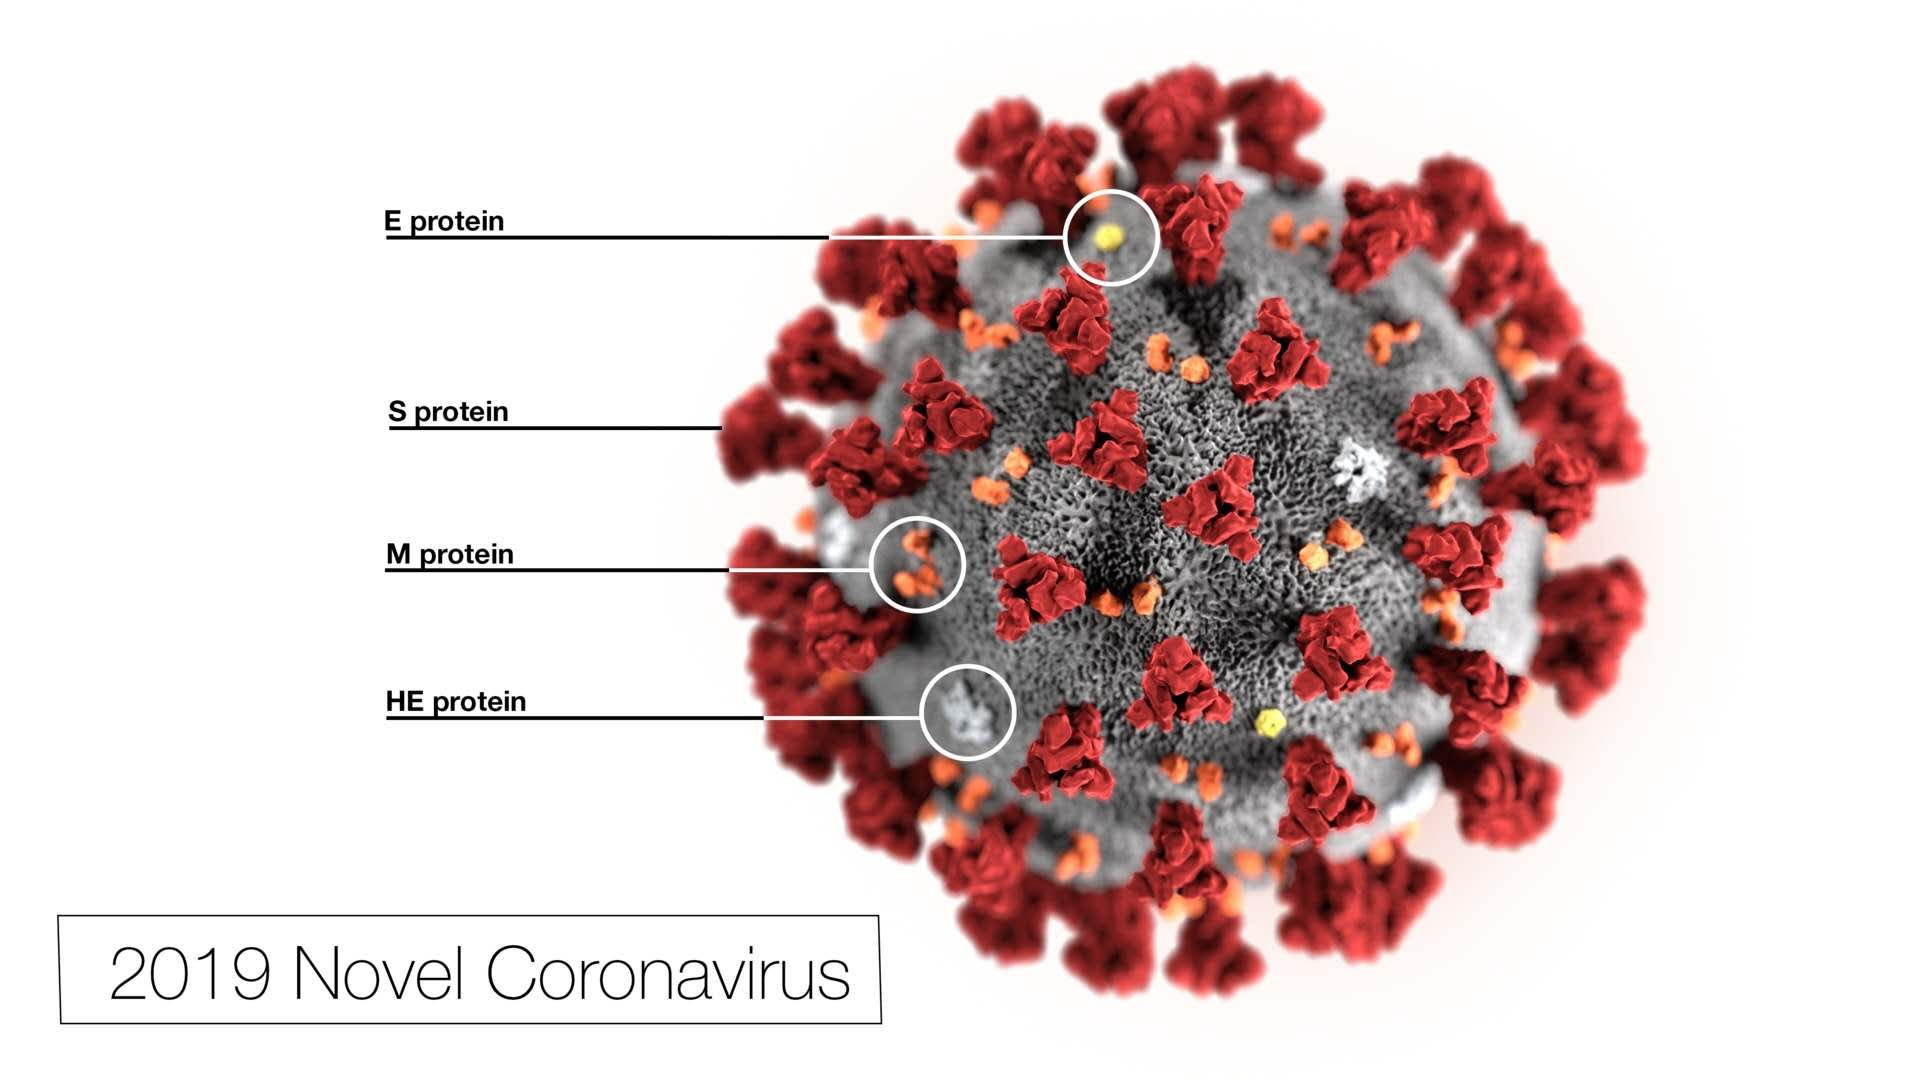 E protein
S protein
M protein
HE protein
2019 Novel Coronavirus